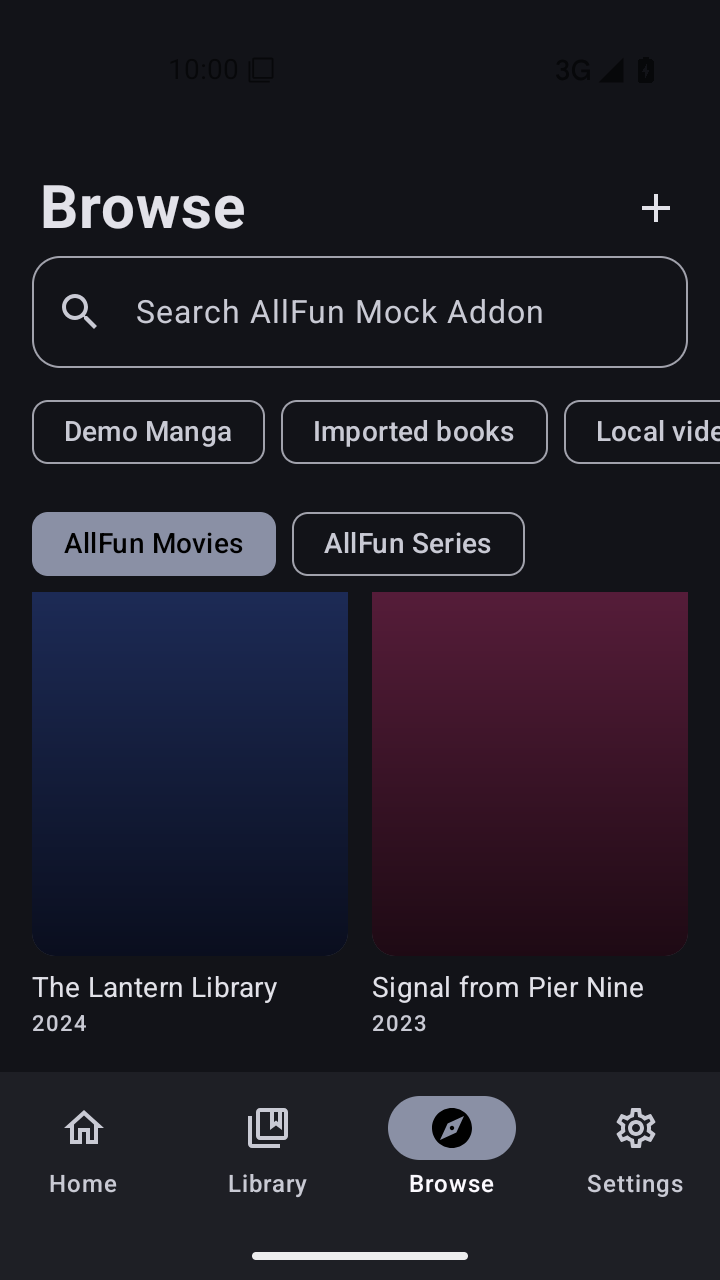 10:00 3G
Browse
Search AllFun Mock Addon
Demo Manga Imported books Local vide
AllFun Movies AllFun Series
The Lantern Library Signal from Pier Nine
2024 2023
Home Library Browse Settings